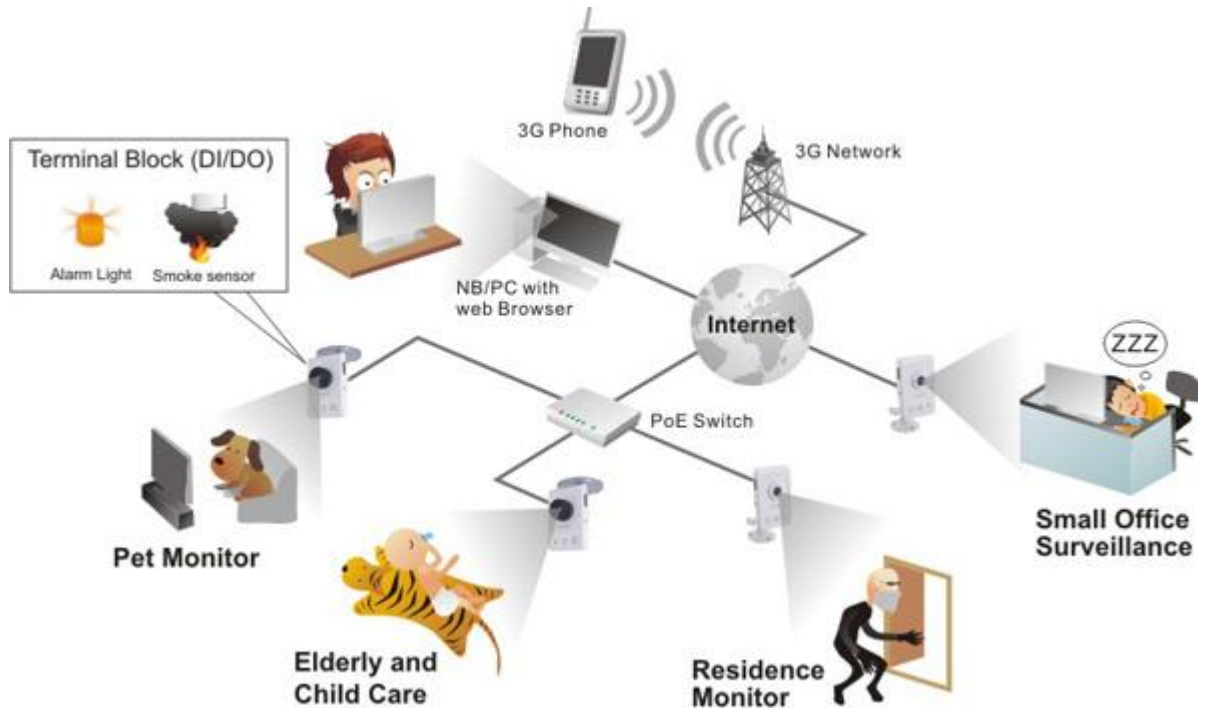 3G Phone
3G Network
Terminal Block (DI/DO)
Alarm Light
Smoke sensor
NB/PC with
web Browser
Internet
ZZZ
PoE Switch
Small Office
Surveillance
Pet Monitor
Elderly and
Child Care
Residence
Monitor